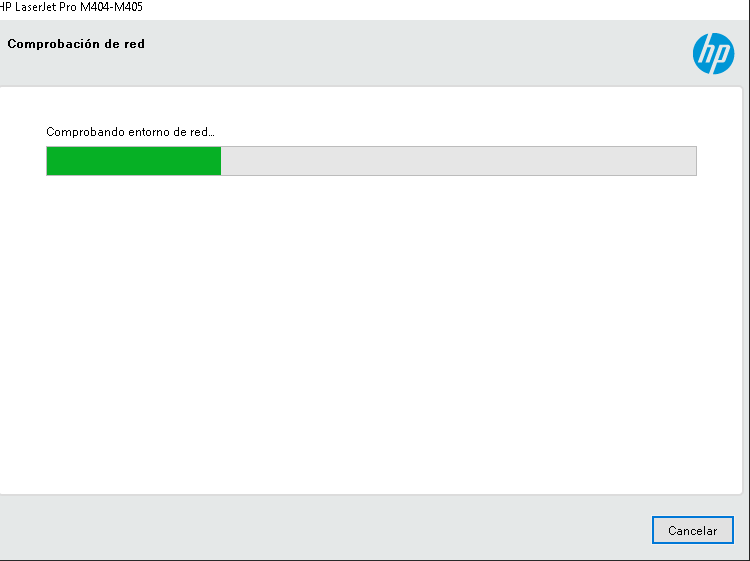 HP LaserJet Pro M404-M405
Comprobación de red
hp
Comprobando entorno de red...
Cancelar